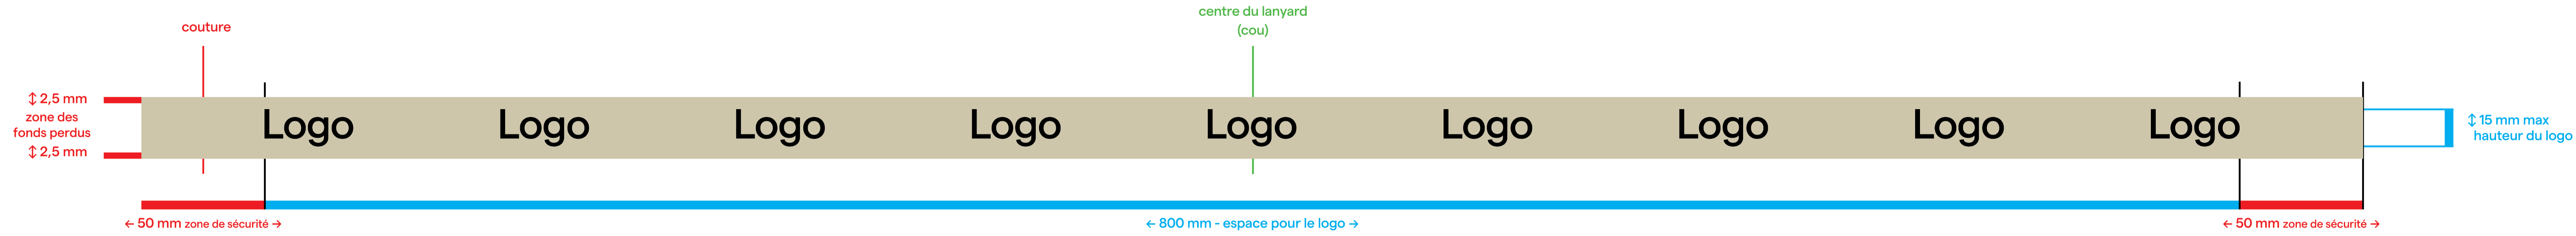 couture
centre du lanyard
(cou)
↕ 2,5 mm
zone des
fonds perdus
↕ 2,5 mm
Logo Logo Logo Logo Logo Logo Logo Logo Logo
↕ 15 mm max
hauteur du logo
← 50 mm zone de sécurité →
← 800 mm - espace pour le logo →
← 50 mm zone de sécurité →